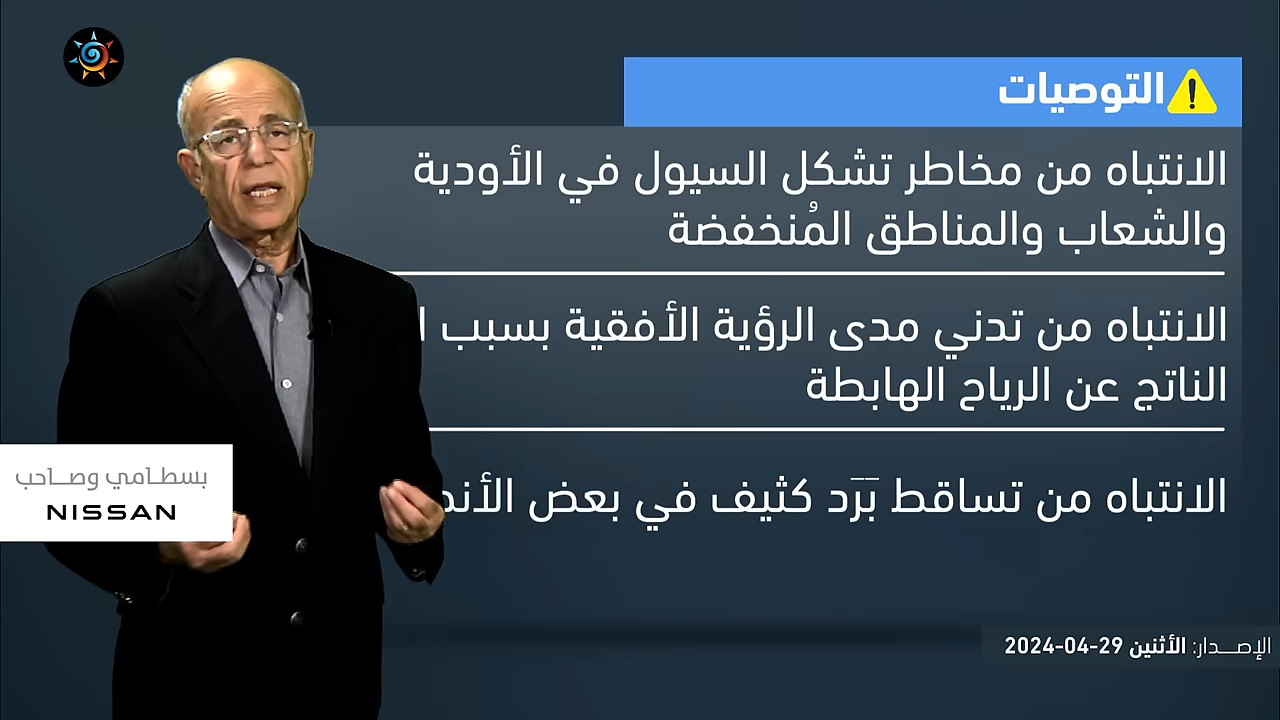 التوصيات
الانتباه من مخاطر تشكل السيول في الأودية
والشعاب والمناطق المُنخفضة
الانتباه من تدني مدى الرؤية الأفقية بسبب
الناتج عن الرياح الهابطة
الانتباه من تساقط بَرَد كثيف في بعض
بسطامي وصاحب
NISSAN
الإصدار: الأثنين 29-04-2024